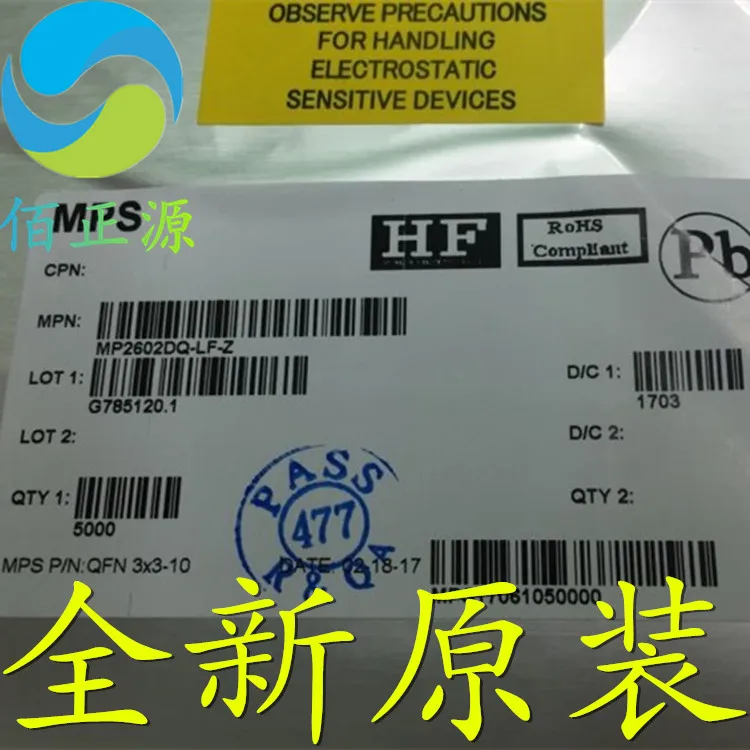 OBSERVE PRECAUTIONS
FOR HANDLING
ELECTROSTATIC
SENSITIVE DEVICES
佰正源
MPS
HF
RoHS
Compliant
Pb
CPN:
MPN:
MP2602DQ-LF-Z
LOT 1:
G785120.1
D/C 1:
1703
LOT 2:
D/C 2:
QTY 1:
5000
QTY 2:
PASS
477
MPS P/N:QFN 3x3-10
DATE: 02-18-17
全新原装